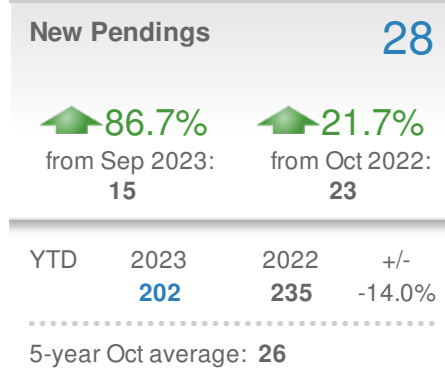 New Pendings 28
86.7% 21.7%
from Sep 2023: from Oct 2022:
15 23
YTD 2023 2022 +/-
202 235 -14.0%
5-year Oct average: 26